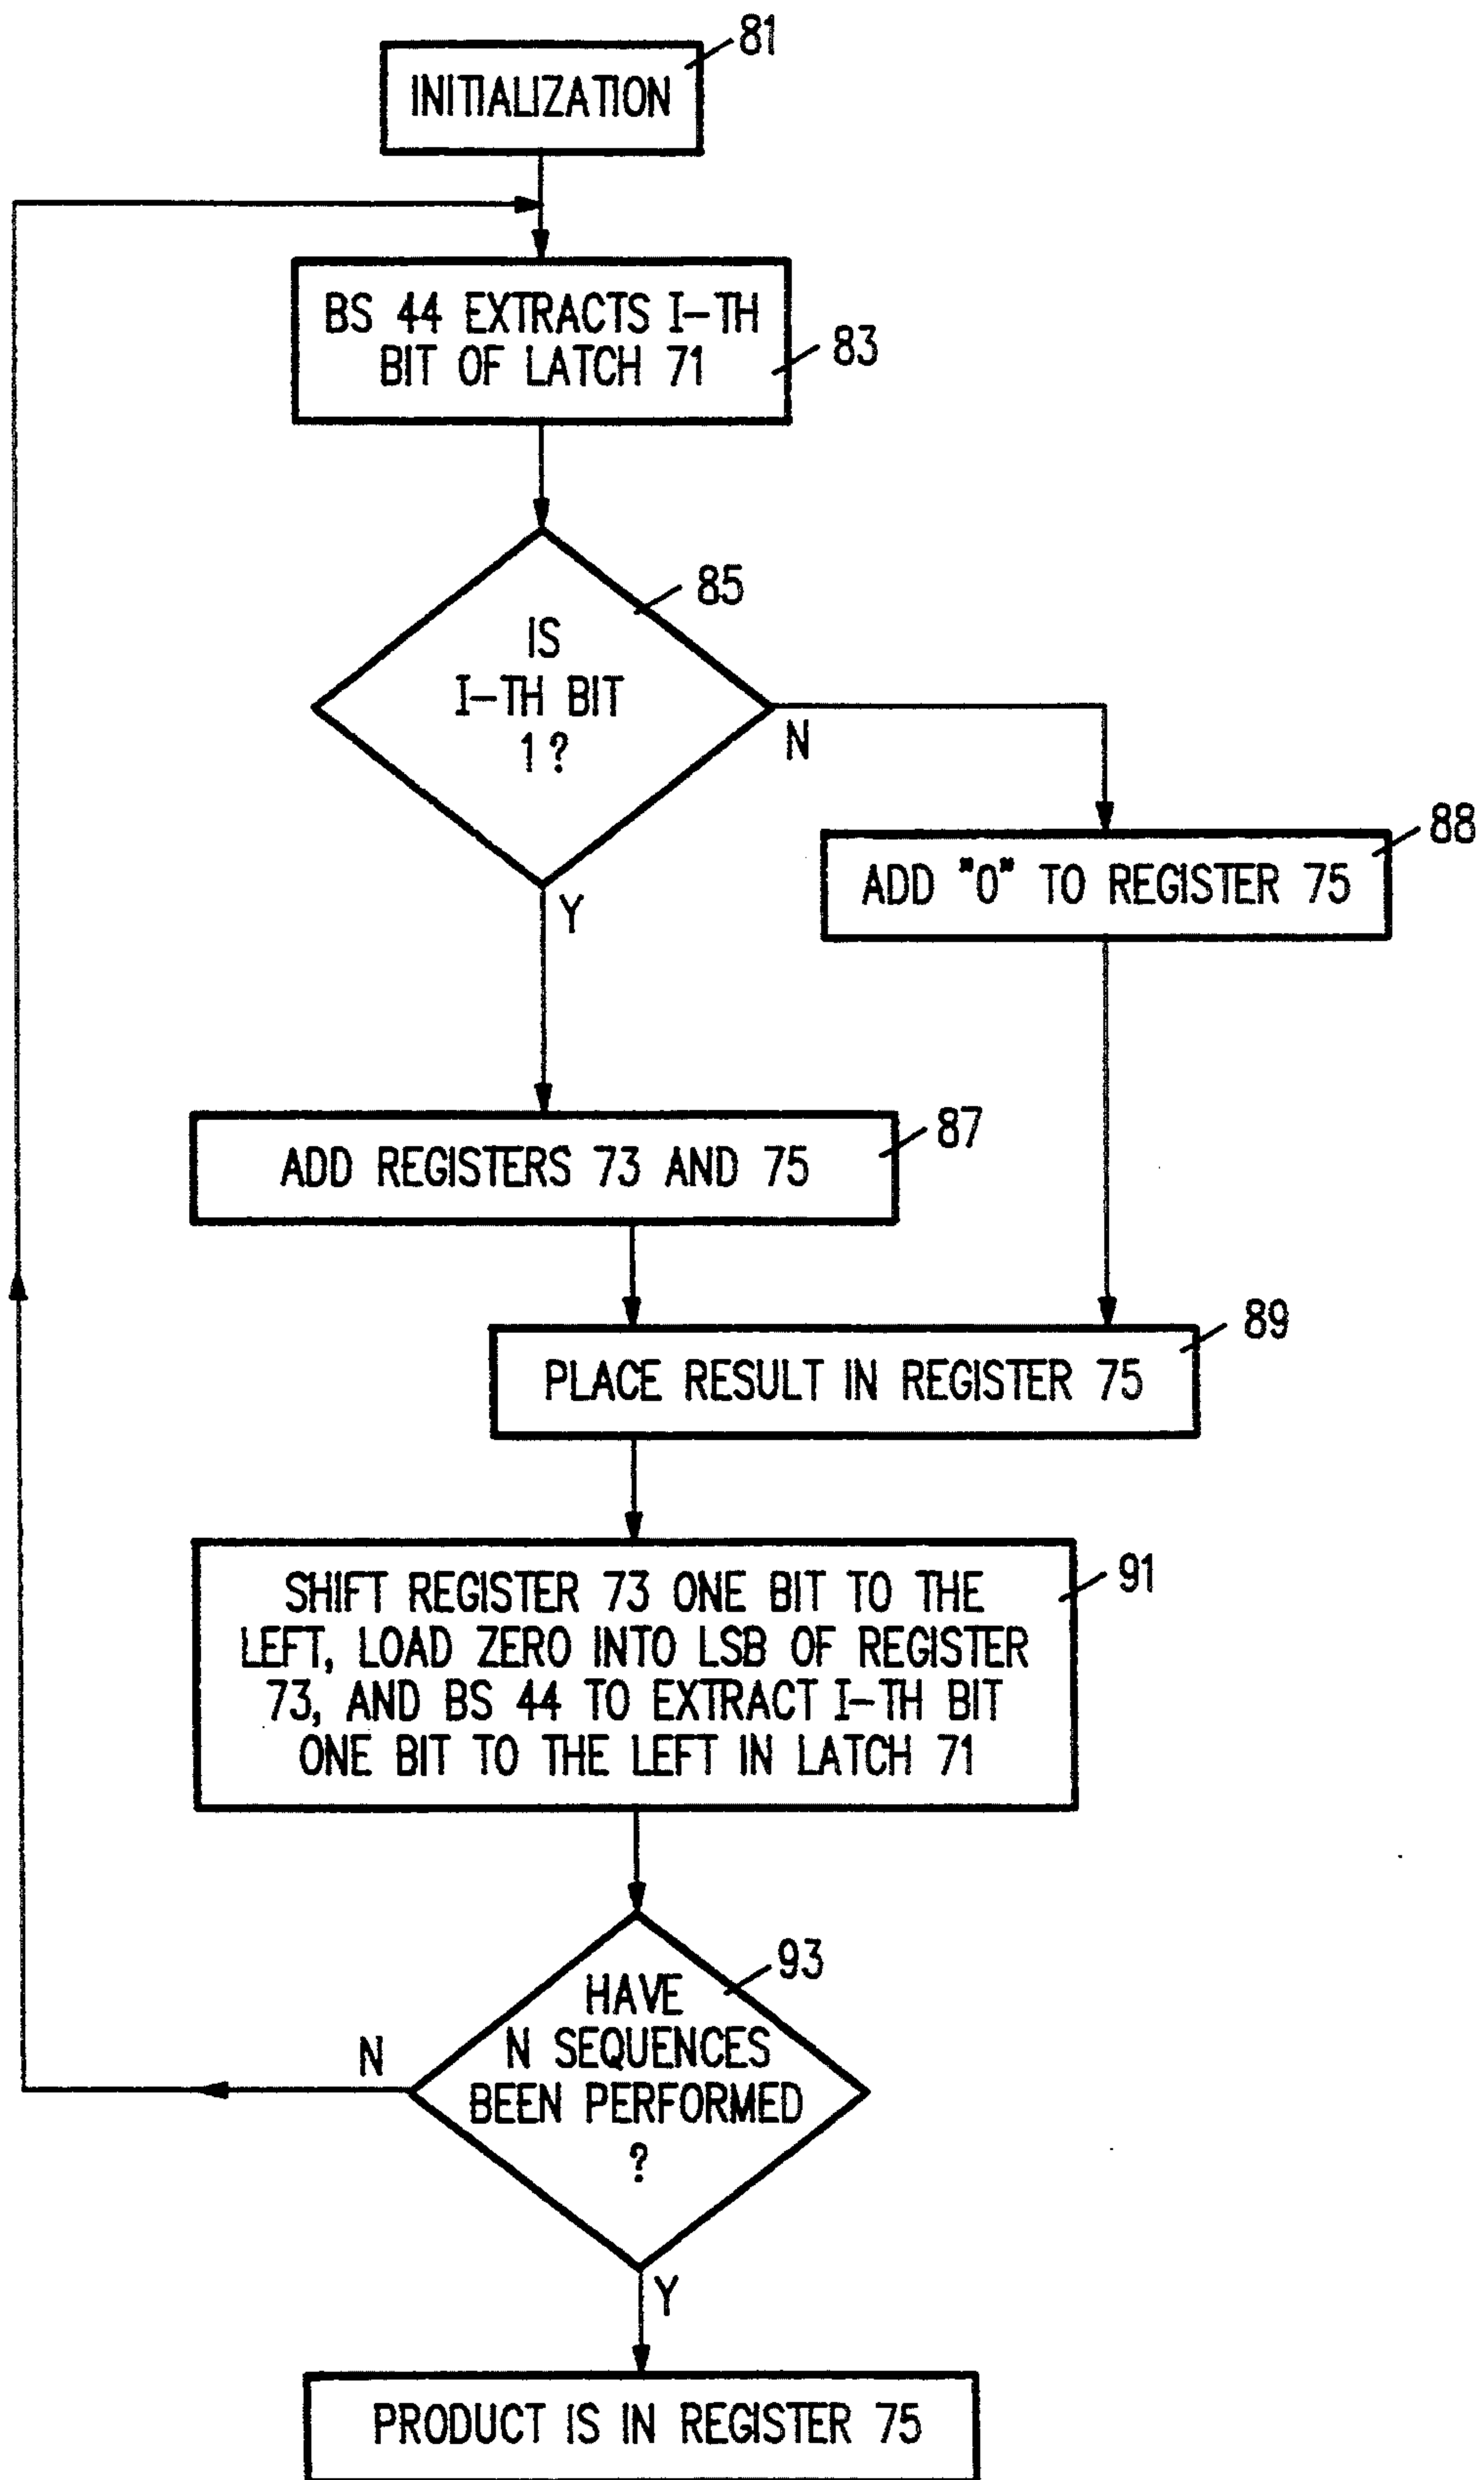 81
INITIALIZATION
BS 44 EXTRACTS I-TH
BIT OF LATCH 71
83
85
IS
I-TH BIT
1?
N
Y
88
ADD "0" TO REGISTER 75
87
ADD REGISTERS 73 AND 75
89
PLACE RESULT IN REGISTER 75
91
SHIFT REGISTER 73 ONE BIT TO THE
LEFT, LOAD ZERO INTO LSB OF REGISTER
73, AND BS 44 TO EXTRACT I-TH BIT
ONE BIT TO THE LEFT IN LATCH 71
93
HAVE
N SEQUENCES
BEEN PERFORMED
?
N
Y
PRODUCT IS IN REGISTER 75